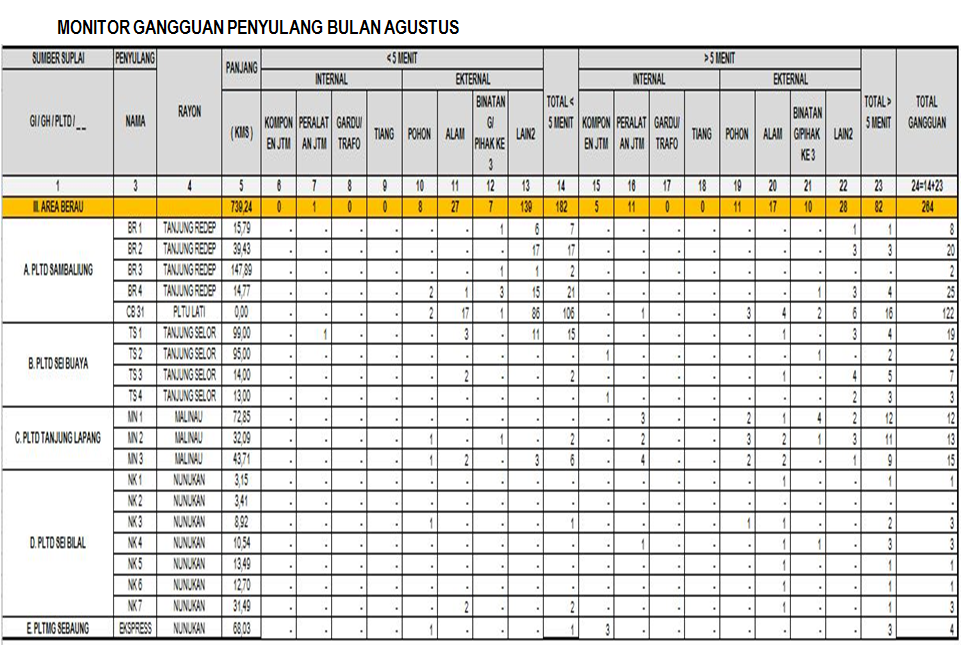 MONITOR GANGGUAN PENYULANG BULAN AGUSTUS
SUMBER SUPLAI PENYULANG RAYON PANJANG < 5 MENIT TOTAL < 5 MENIT > 5 MENIT TOTAL > 5 MENIT TOTAL GANGGUAN
GI / GH / PLTD / _ _ NAMA ( KMS ) INTERNAL EKTERNAL INTERNAL EKTERNAL
KOMPON EN JTM PERALAT AN JTM GARDU/ TRAFO TIANG POHON ALAM BINATAN G/ PIHAK KE 3 LAIN2 KOMPON EN JTM PERALAT AN JTM GARDU/ TRAFO TIANG POHON ALAM BINATAN G/PIHAK KE 3 LAIN2
1 3 4 5 6 7 8 9 10 11 12 13 14 15 16 17 18 19 20 21 22 23 24=14+23
III. AREA BERAU 739,24 0 1 0 0 8 27 7 139 182 5 11 0 0 11 17 10 28 82 264
A. PLTD SAMBALIUNG BR 1 TANJUNG REDEP 15,79 - - - - - - 1 6 7 - - - - - - - 1 1 8
BR 2 TANJUNG REDEP 39,43 - - - - - - - 17 17 - - - - - - - 3 3 20
BR 3 TANJUNG REDEP 147,89 - - - - - - 1 1 2 - - - - - - - - - 2
BR 4 TANJUNG REDEP 14,77 - - - - 2 1 3 15 21 - - - - - - 1 3 4 25
CB 31 PLTU LATI 0,00 - - - - 2 17 1 86 106 - 1 - - 3 4 2 6 16 122
B. PLTD SEI BUAYA TS 1 TANJUNG SELOR 99,00 - 1 - - - 3 - 11 15 - - - - - 1 - 3 4 19
TS 2 TANJUNG SELOR 95,00 - - - - - - - - - 1 - - - - - 1 - 2 2
TS 3 TANJUNG SELOR 14,00 - - - - - 2 - - 2 - - - - - 1 - 4 5 7
TS 4 TANJUNG SELOR 13,00 - - - - - - - - - 1 - - - - - - 2 3 3
C. PLTD TANJUNG LAPANG MN 1 MALINAU 72,85 - - - - - - - - - - 3 - - 2 1 4 2 12 12
MN 2 MALINAU 32,09 - - - - 1 - 1 - 2 - 2 - - 3 2 1 3 11 13
MN 3 MALINAU 43,71 - - - - 1 2 - 3 6 - 4 - - 2 2 - 1 9 15
D. PLTD SEI BILAL NK 1 NUNUKAN 3,15 - - - - - - - - - - - - - - 1 - - 1 1
NK 2 NUNUKAN 3,41 - - - - - - - - - - - - - - - - - - -
NK 3 NUNUKAN 8,92 - - - - 1 - - - 1 - - - - 1 1 - - 2 3
NK 4 NUNUKAN 10,54 - - - - - - - - - - 1 - - - 1 1 - 3 3
NK 5 NUNUKAN 13,49 - - - - - - - - - - - - - - 1 - - 1 1
NK 6 NUNUKAN 12,70 - - - - - - - - - - - - - - 1 - - 1 1
NK 7 NUNUKAN 31,49 - - - - - 2 - - 2 - - - - - 1 - - 1 3
E. PLTMG SEBAUNG EKSPRESS NUNUKAN 68,03 - - - - 1 - - - 1 3 - - - - - - - 3 4